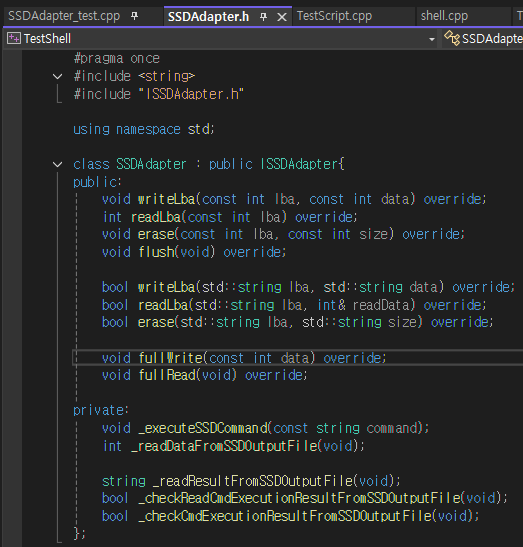 SSDAdapter_test.cpp SSDAdapter.h TestScript.cpp shell.cpp
TestShell SSDAdapte
#pragma once
#include <string>
#include "ISSDAdapter.h"
using namespace std;
class SSDAdapter : public ISSDAdapter{
public:
void writeLba(const int lba, const int data) override;
int readLba(const int lba) override;
void erase(const int lba, const int size) override;
void flush(void) override;
bool writeLba(std::string lba, std::string data) override;
bool readLba(std::string lba, int& readData) override;
bool erase(std::string lba, std::string size) override;
void fullWrite(const int data) override;
void fullRead(void) override;
private:
void _executeSSDCommand(const string command);
int _readDataFromSSDOutputFile(void);
string _readResultFromSSDOutputFile(void);
bool _checkReadCmdExecutionResultFromSSDOutputFile(void);
bool _checkCmdExecutionResultFromSSDOutputFile(void);
};